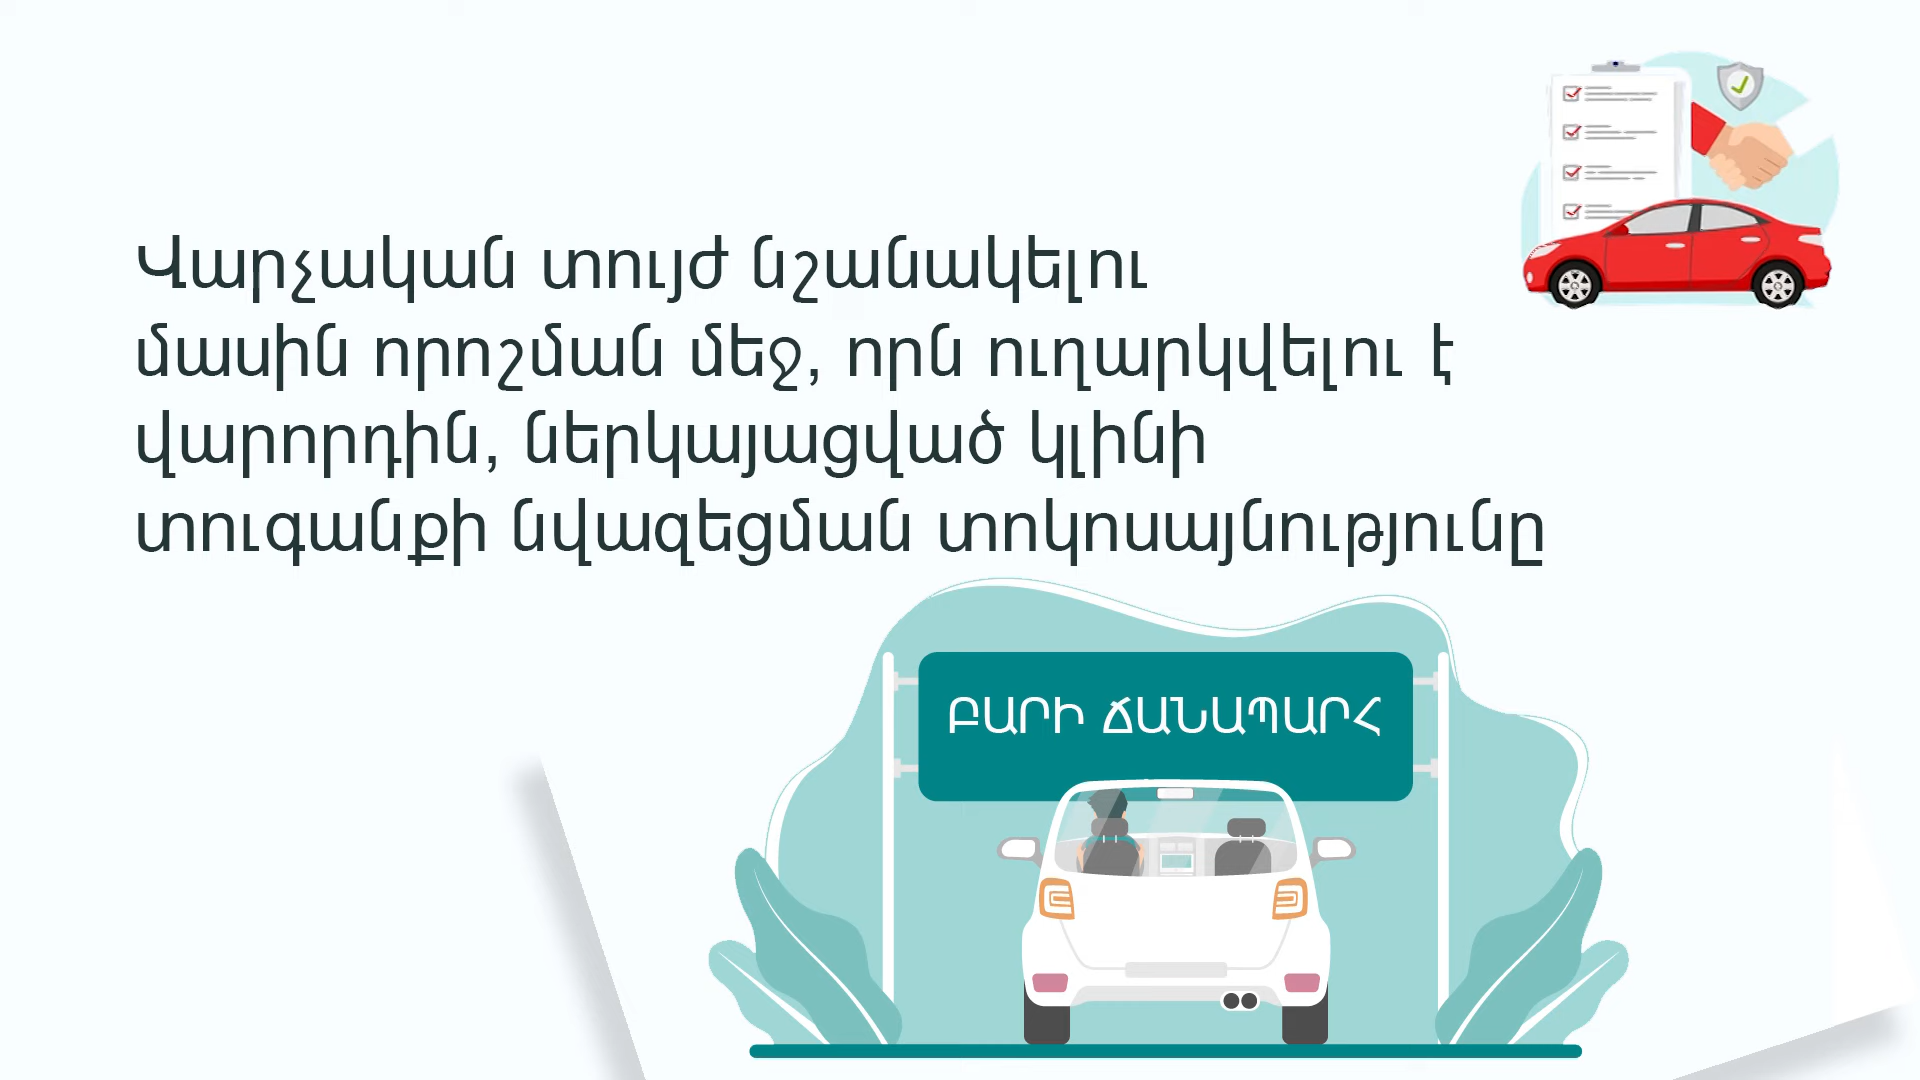 Վարչական տույժ նշանակելու
մասին որոշման մեջ, որն ուղարկվելու է
վարորդին, ներկայացված կլինի
տուգանքի նվազեցման տոկոսայնությունը
ԲԱՐԻ ՃԱՆԱՊԱՐՀ